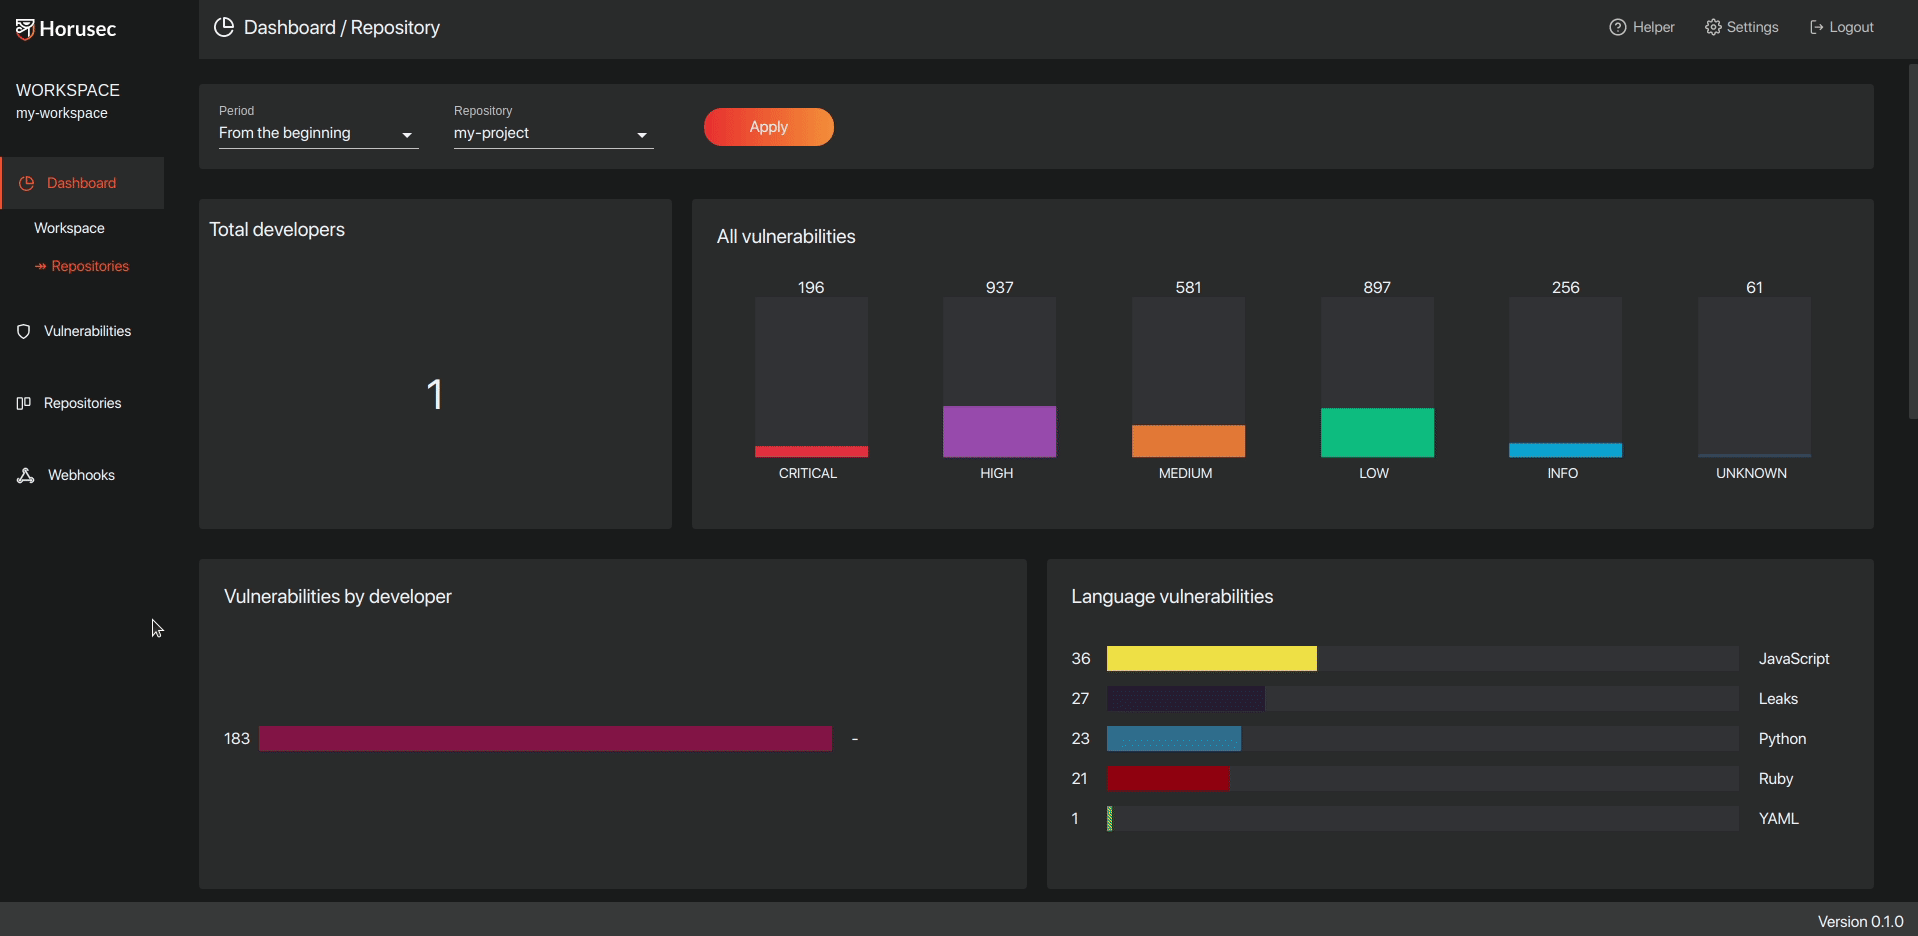 Horusec
WORKSPACE
my-workspace
Dashboard
Workspace
Repositories
Vulnerabilities
Repositories
Webhooks
Dashboard / Repository
Helper
Settings
Logout
Period
From the beginning
Repository
my-project
Apply
Total developers
1
All vulnerabilities
196 937 581 897 256 61
CRITICAL HIGH MEDIUM LOW INFO UNKNOWN
Vulnerabilities by developer
183 -
Language vulnerabilities
36 JavaScript
27 Leaks
23 Python
21 Ruby
1 YAML
Version 0.1.0